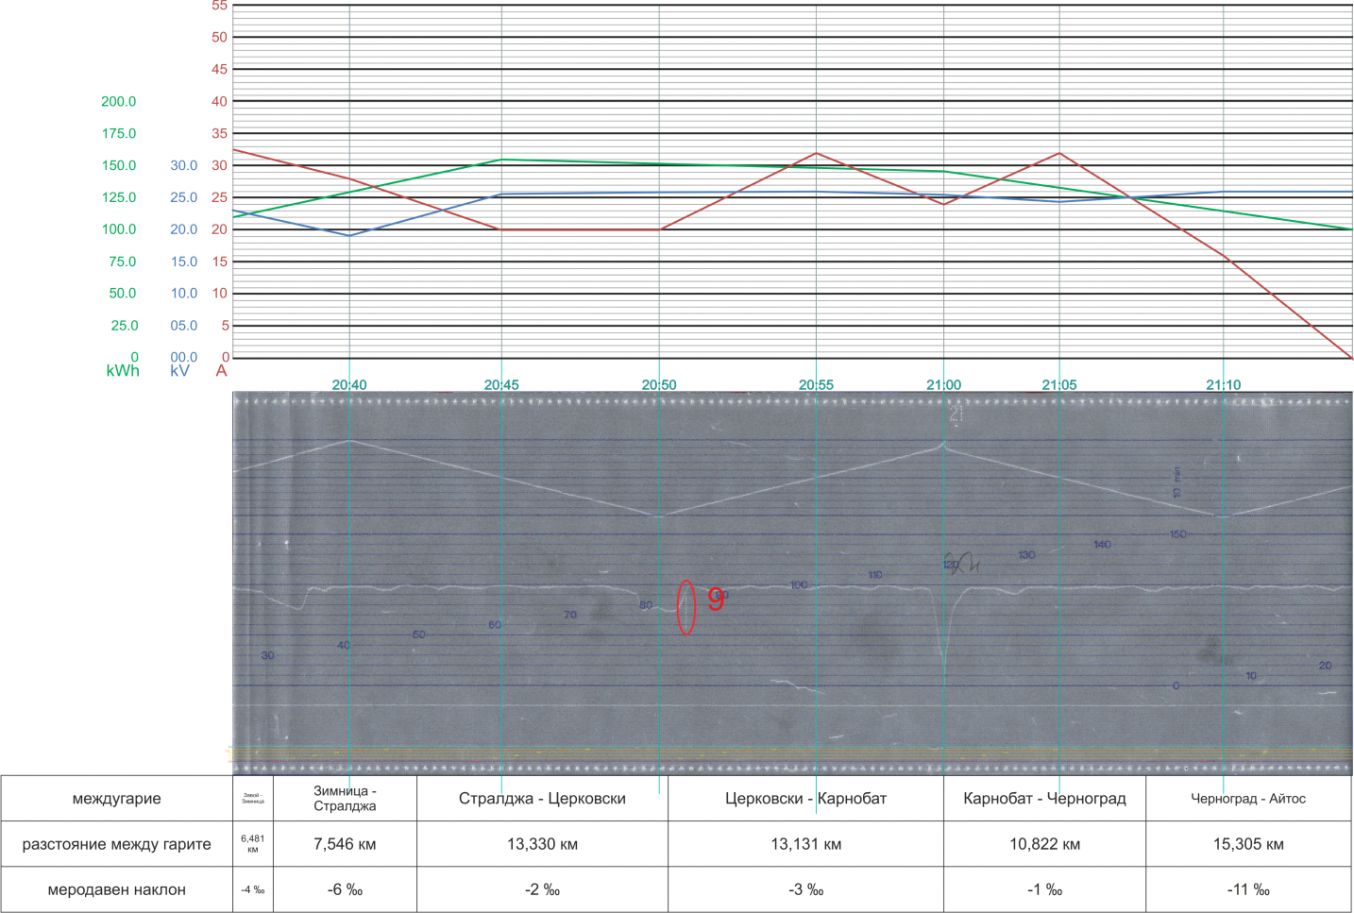 55
50
45
200.0 40
175.0 35
150.0 30.0 30
125.0 25.0 25
100.0 20.0 20
75.0 15.0 15
50.0 10.0 10
25.0 05.0 5
0 00.0 0
kWh kV A
20:40 20:45 20:50 20:55 21:00 21:05 21:10
21
10 min
30 40 50 60 70 80 9 90 100 110 120 130 140 150
0 10 20
междугарие Завой - Зимница Зимница - Стралджа Стралджа - Церковски Церковски - Карнобат Карнобат - Черноград Черноград - Айтос
разстояние между гарите 6,481 км 7,546 км 13,330 км 13,131 км 10,822 км 15,305 км
меродавен наклон -4 ‰ -6 ‰ -2 ‰ -3 ‰ -1 ‰ -11 ‰